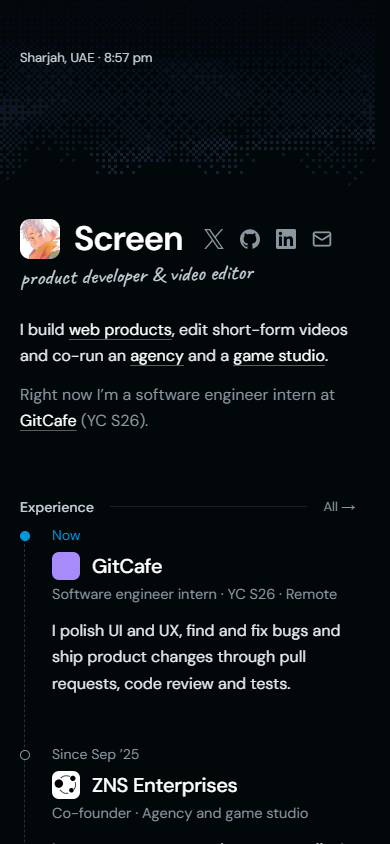 Sharjah, UAE · 8:57 pm
Screen
product developer & video editor
I build web products, edit short-form videos
and co-run an agency and a game studio.
Right now I’m a software engineer intern at
GitCafe (YC S26).
Experience
All →
Now
GitCafe
Software engineer intern · YC S26 · Remote
I polish UI and UX, find and fix bugs and
ship product changes through pull
requests, code review and tests.
Since Sep ’25
ZNS Enterprises
Co-founder · Agency and game studio